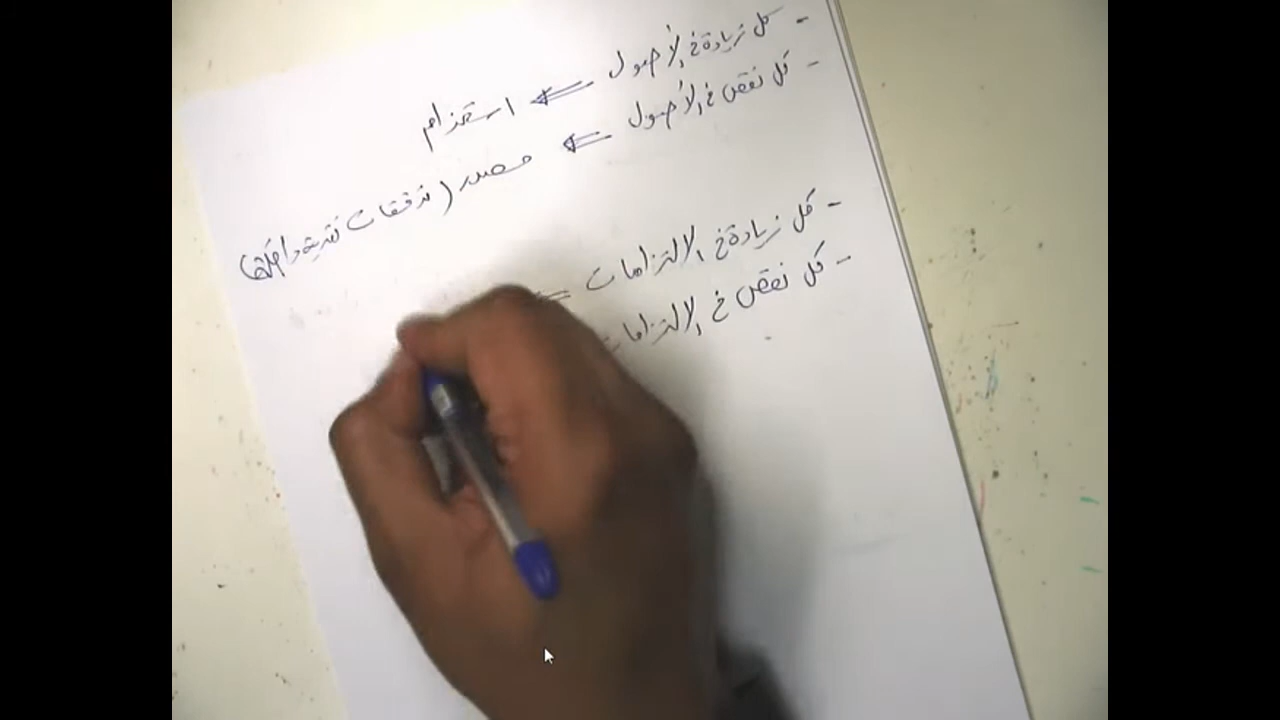 - كل زيادة في الأصول ⇐ استخدام
- كل نقص في الأصول ⇐ مصدر (تدفقات نقدية داخلة)
- كل زيادة في الالتزامات ⇐
- كل نقص في الالتزامات